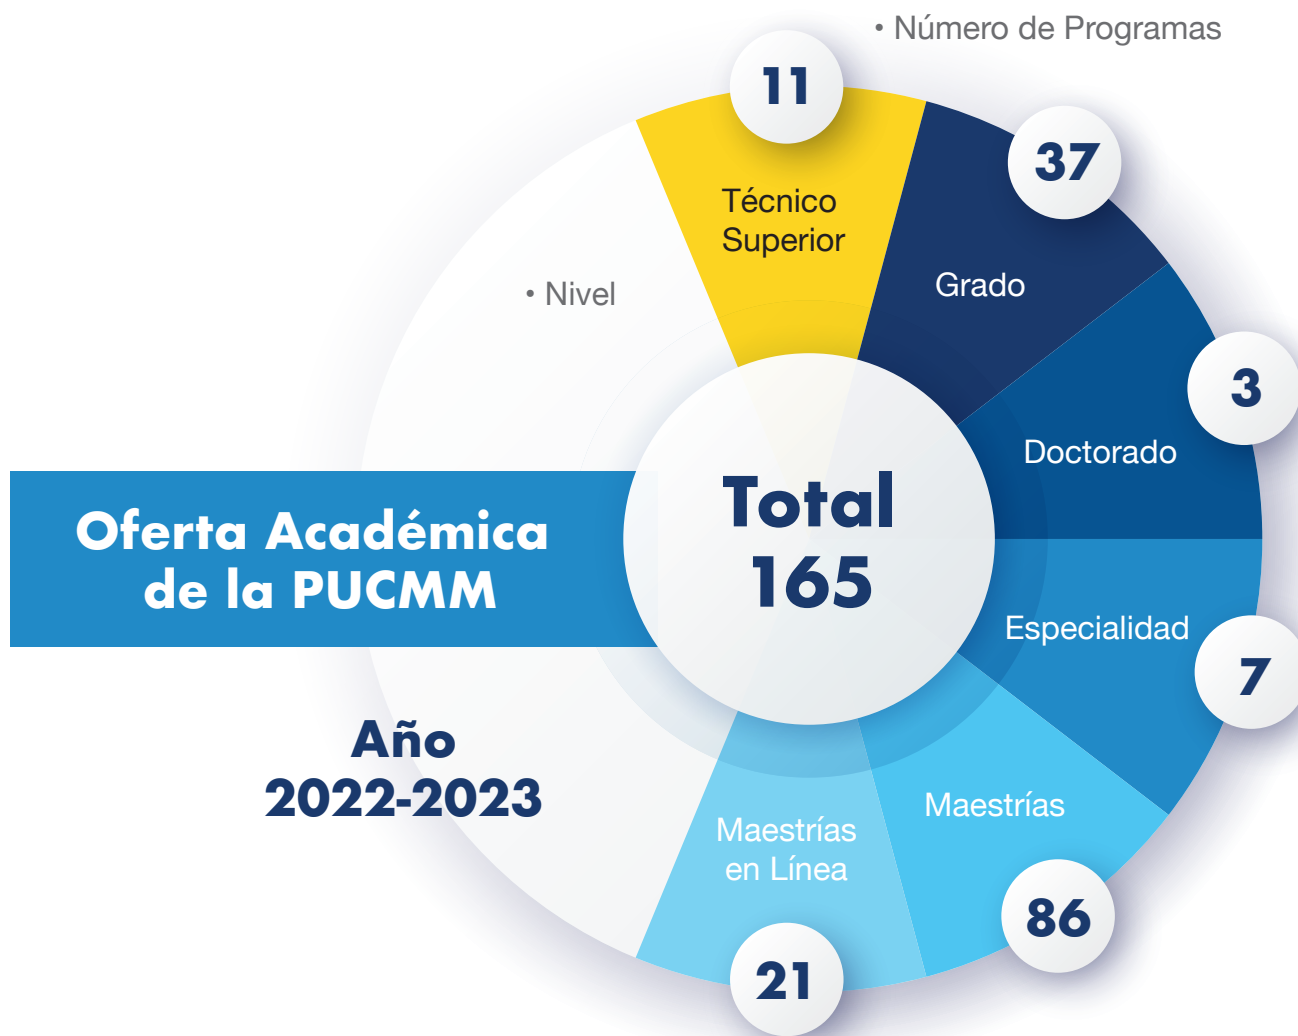 • Número de Programas
11
37
Técnico
Superior
• Nivel
Grado
3
Doctorado
Oferta Académica
de la PUCMM
Total
165
Especialidad
7
Año
2022-2023
Maestrías
86
Maestrías
en Línea
21